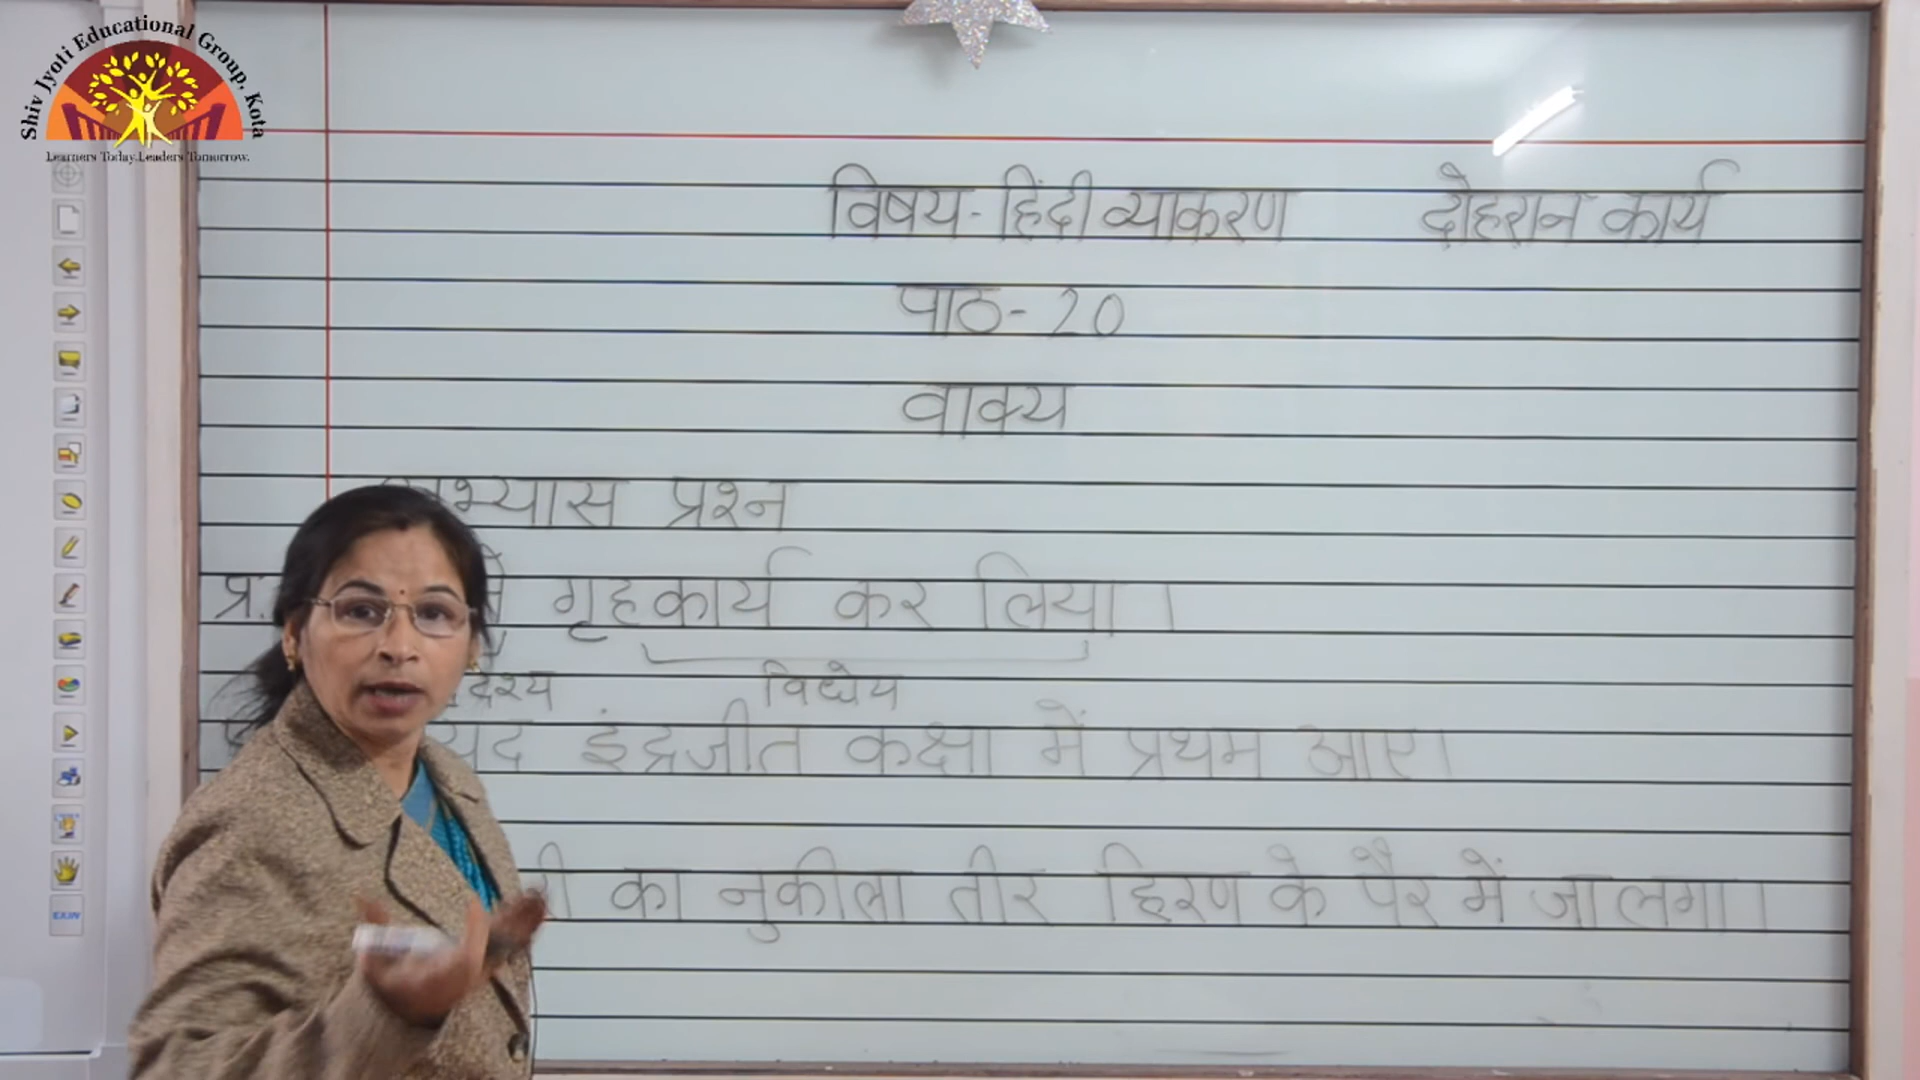 Shiv Jyoti Educational Group, Kota
Learners Today.Leaders Tomorrow.
विषय - हिंदी व्याकरण दोहरान कार्य
पाठ - 20
वाक्य
प्रश्न
प्र. गृहकार्य कर लिया।
विधेय
इंद्रजीत कक्षा में प्रथम आए।
का नुकीला तीर हिरण के पैर में जा लगा।